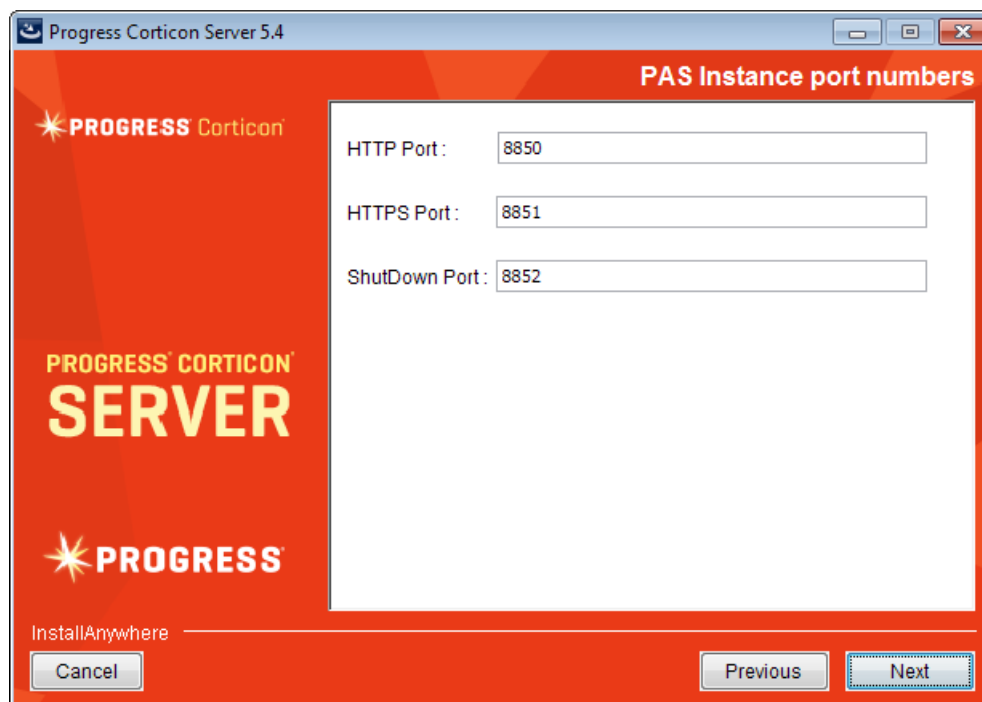 Progress Corticon Server 5.4
PAS Instance port numbers
PROGRESS Corticon
HTTP Port : 8850
HTTPS Port : 8851
ShutDown Port : 8852
PROGRESS CORTICON
SERVER
PROGRESS
InstallAnywhere
Cancel Previous Next